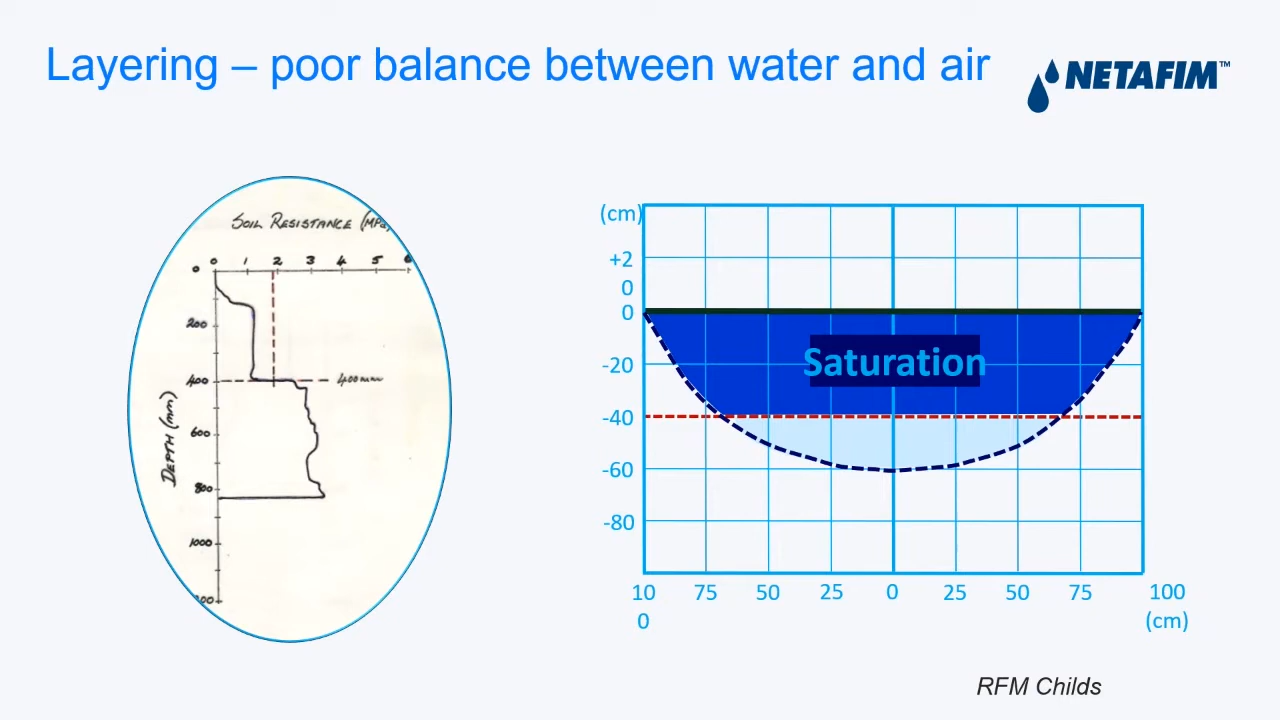 Layering – poor balance between water and air
NETAFIM™
SOIL RESISTANCE (MPa)
0 1 2 3 4 5 6
0
200
400
400mm
600
800
1000
DEPTH (mm)
(cm)
+2
0
0
-20
-40
-60
-80
Saturation
10
0
75 50 25 0 25 50 75 100
(cm)
RFM Childs